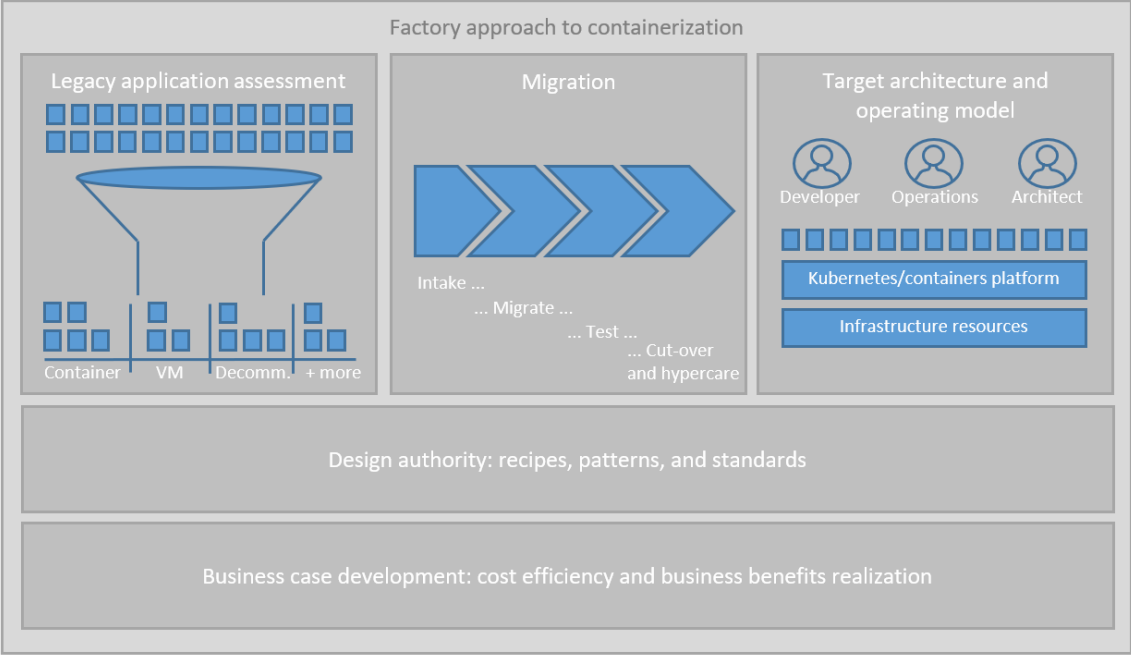 Factory approach to containerization
Legacy application assessment
Container
VM
Decomm.
+ more
Migration
Intake ...
... Migrate ...
... Test ...
... Cut-over
and hypercare
Target architecture and
operating model
Developer
Operations
Architect
Kubernetes/containers platform
Infrastructure resources
Design authority: recipes, patterns, and standards
Business case development: cost efficiency and business benefits realization